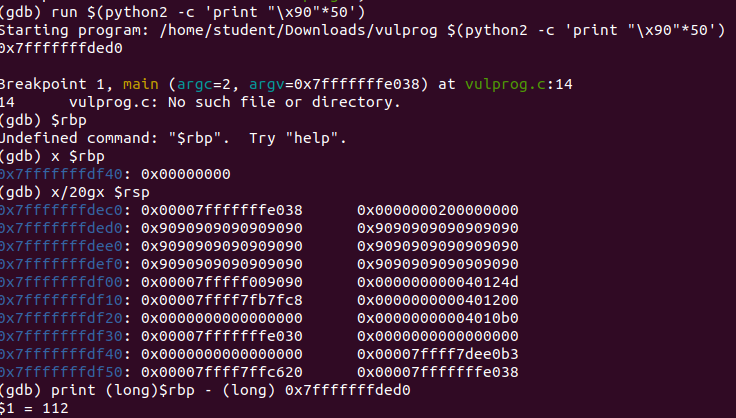 (gdb) run $(python2 -c 'print "\x90"*50')
Starting program: /home/student/Downloads/vulprog $(python2 -c 'print "\x90"*50')
0x7fffffffded0
Breakpoint 1, main (argc=2, argv=0x7fffffffe038) at vulprog.c:14
14      vulprog.c: No such file or directory.
(gdb) $rbp
Undefined command: "$rbp".  Try "help".
(gdb) x $rbp
0x7fffffffdf40: 0x00000000
(gdb) x/20gx $rsp
0x7fffffffdec0: 0x00007fffffffe038      0x0000000200000000
0x7fffffffded0: 0x9090909090909090      0x9090909090909090
0x7fffffffdee0: 0x9090909090909090      0x9090909090909090
0x7fffffffdef0: 0x9090909090909090      0x9090909090909090
0x7fffffffdf00: 0x00007fffff009090      0x000000000040124d
0x7fffffffdf10: 0x00007ffff7fb7fc8      0x0000000000401200
0x7fffffffdf20: 0x0000000000000000      0x00000000004010b0
0x7fffffffdf30: 0x00007fffffffe030      0x0000000000000000
0x7fffffffdf40: 0x0000000000000000      0x00007ffff7dee0b3
0x7fffffffdf50: 0x00007ffff7ffc620      0x00007fffffffe038
(gdb) print (long)$rbp - (long) 0x7fffffffded0
$1 = 112